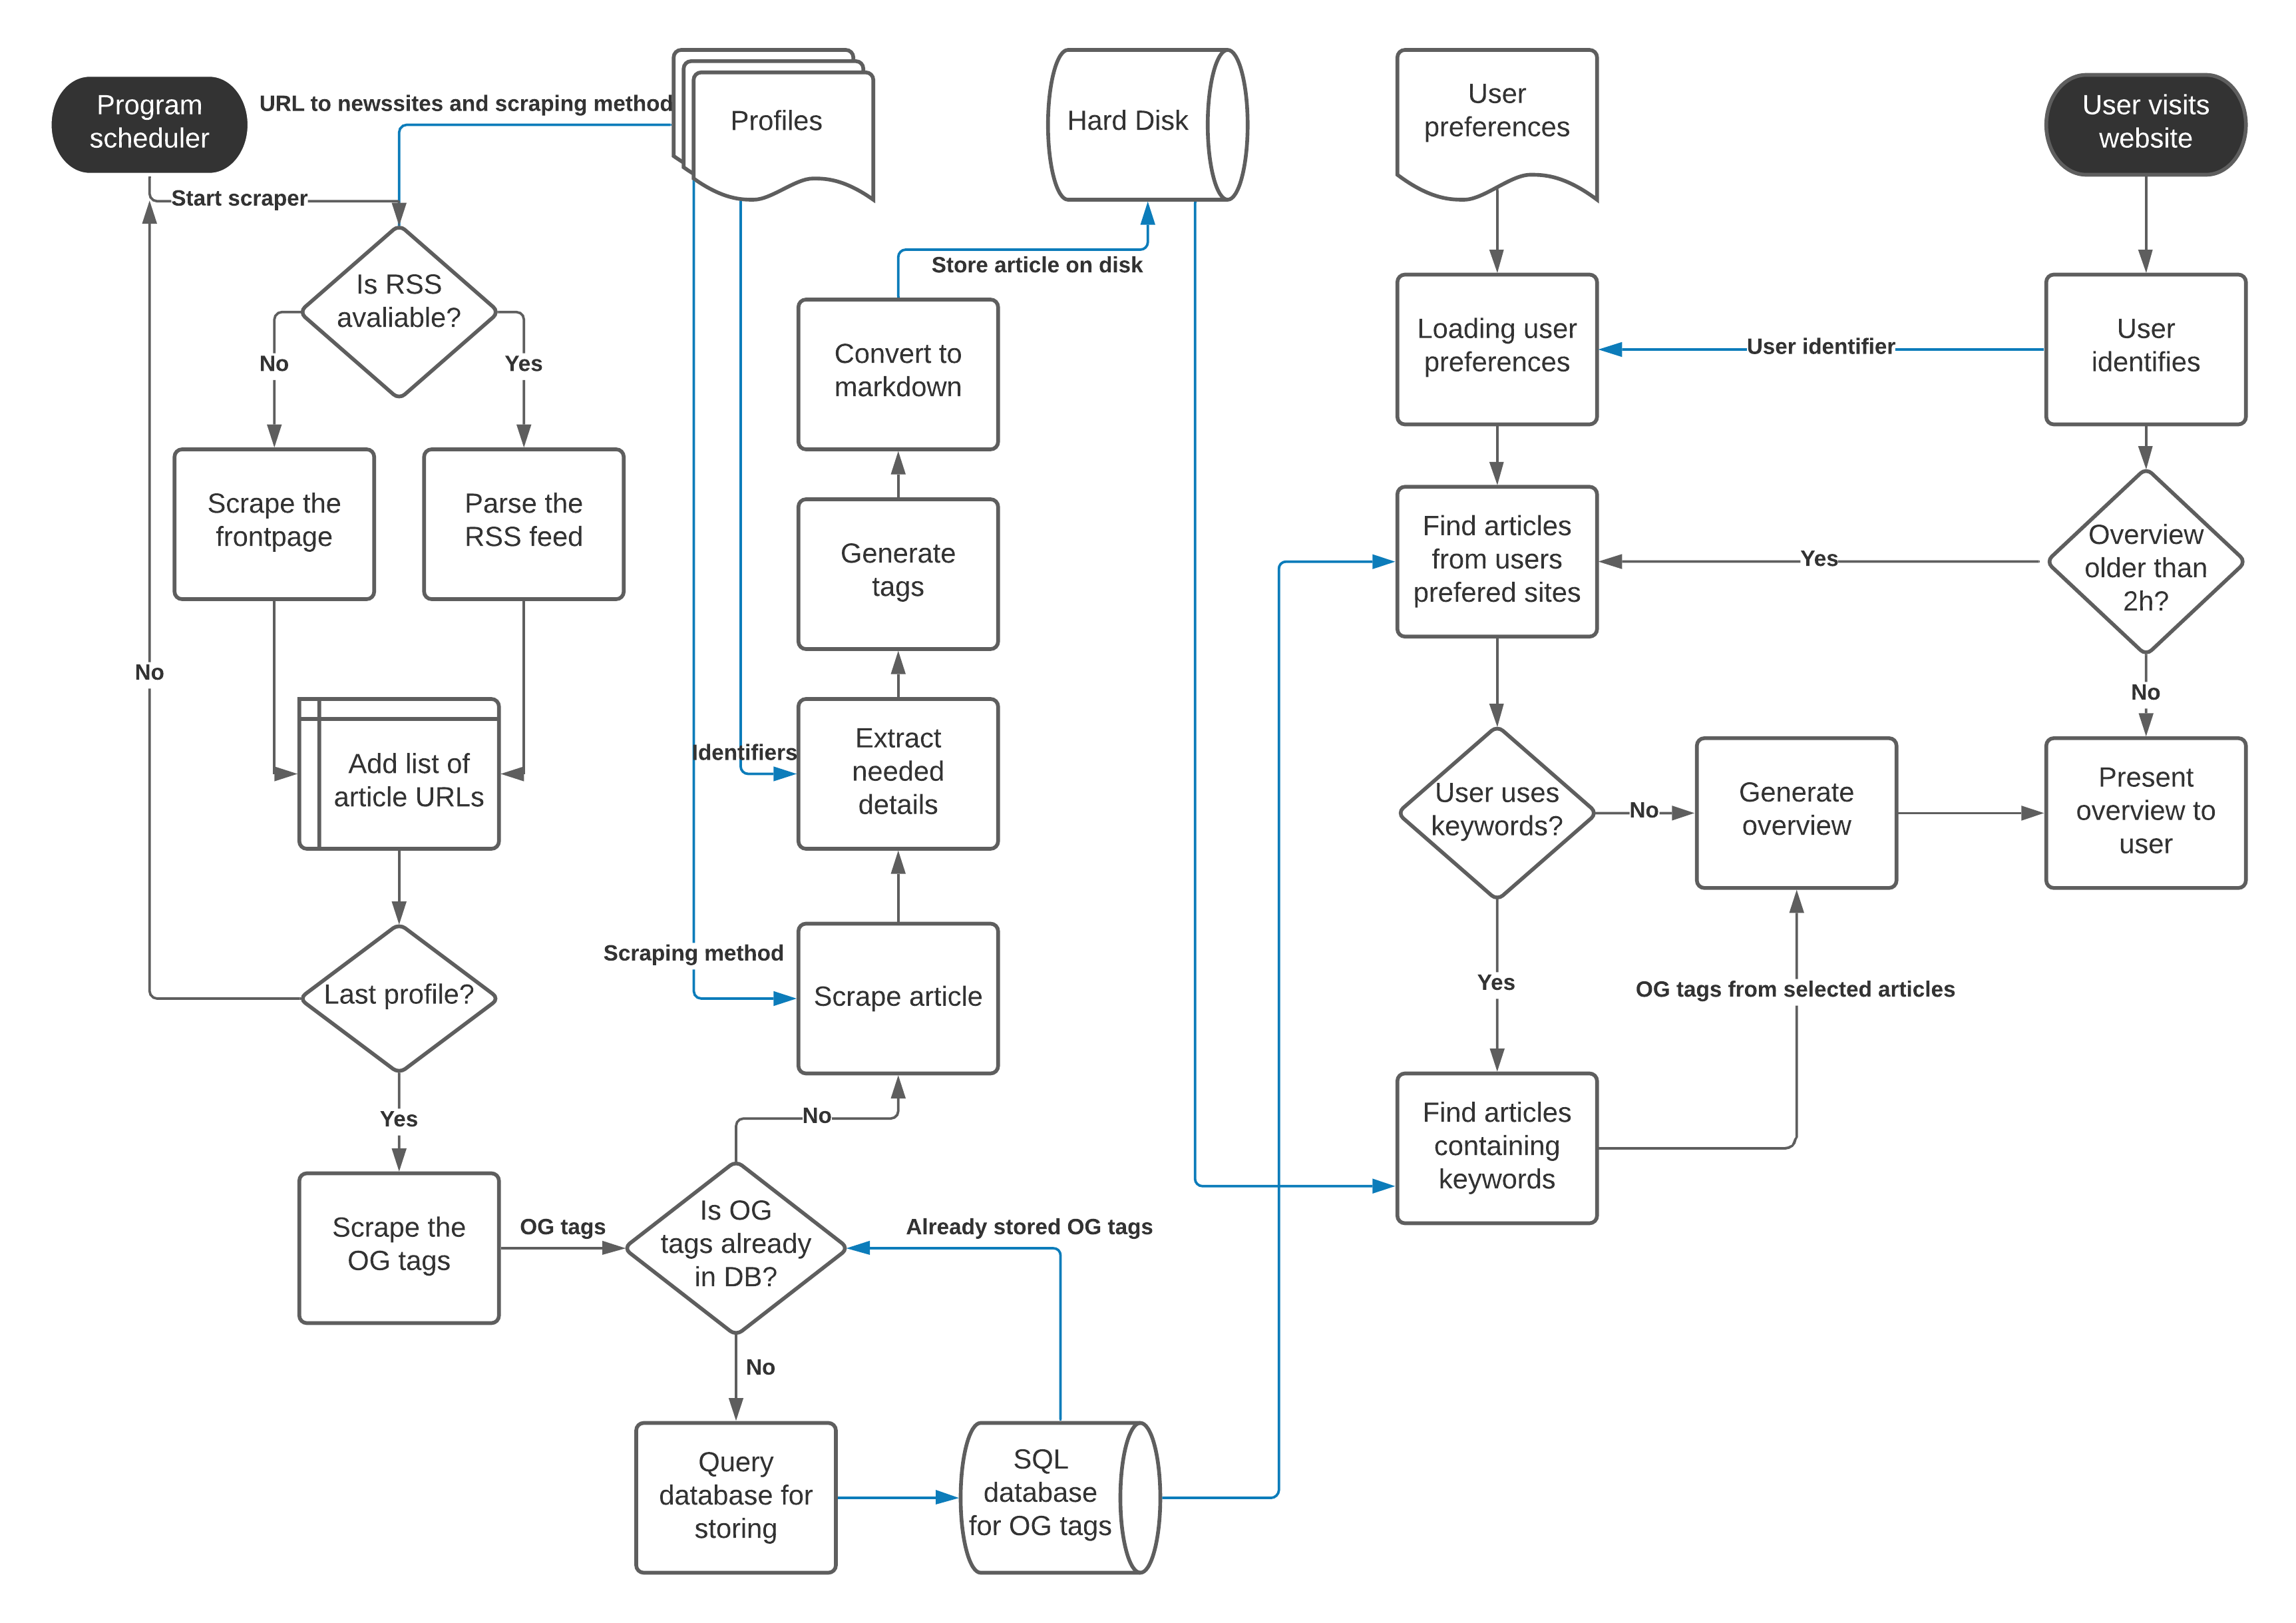 Program
scheduler
URL to newssites and scraping method
Profiles
Hard Disk
User
preferences
User visits
website
Start scraper
Is RSS
avaliable?
No
Yes
Store article on disk
Convert to
markdown
Loading user
preferences
User identifier
User
identifies
Scrape the
frontpage
Parse the
RSS feed
Generate
tags
Find articles
from users
prefered sites
Yes
Overview
older than
2h?
No
No
Add list of
article URLs
Identifiers
Extract
needed
details
User uses
keywords?
No
Generate
overview
Present
overview to
user
Last profile?
Scraping method
Scrape article
Yes
OG tags from selected articles
Yes
No
Find articles
containing
keywords
Scrape the
OG tags
OG tags
Is OG
tags already
in DB?
Already stored OG tags
No
Query
database for
storing
SQL
database
for OG tags